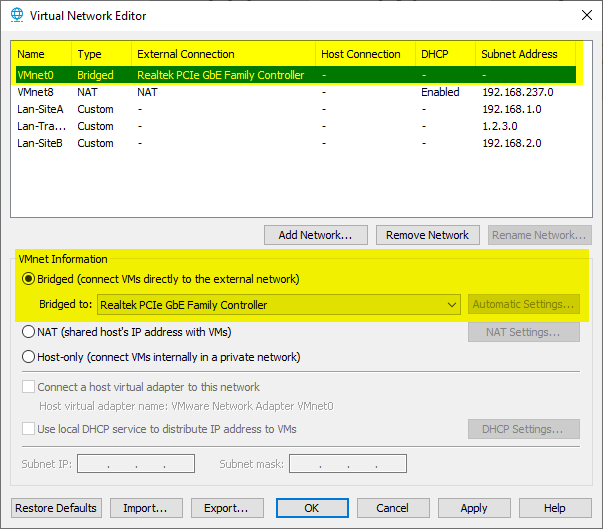 Virtual Network Editor
Name Type External Connection Host Connection DHCP Subnet Address
VMnet0 Bridged Realtek PCIe GbE Family Controller - - -
VMnet8 NAT NAT - Enabled 192.168.237.0
Lan-SiteA Custom - - - 192.168.1.0
Lan-Tra... Custom - - - 1.2.3.0
Lan-SiteB Custom - - - 192.168.2.0
Add Network... Remove Network Rename Network...
VMnet Information
Bridged (connect VMs directly to the external network)
Bridged to: Realtek PCIe GbE Family Controller Automatic Settings...
NAT (shared host's IP address with VMs) NAT Settings...
Host-only (connect VMs internally in a private network)
Connect a host virtual adapter to this network
Host virtual adapter name: VMware Network Adapter VMnet0
Use local DHCP service to distribute IP address to VMs DHCP Settings...
Subnet IP: . . . Subnet mask: . . .
Restore Defaults Import... Export... OK Cancel Apply Help